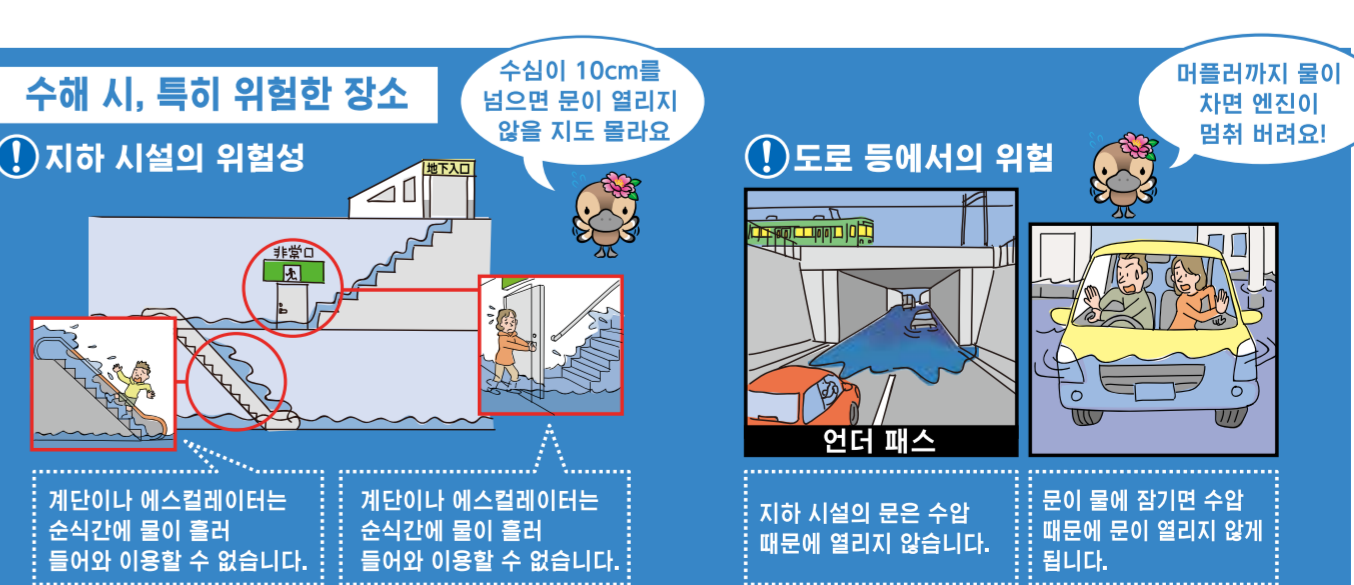 수해 시, 특히 위험한 장소
수심이 10cm를
넘으면 문이 열리지
않을 지도 몰라요
지하 시설의 위험성
地下入口
非常口
계단이나 에스컬레이터는
순식간에 물이 흘러
들어와 이용할 수 없습니다.
계단이나 에스컬레이터는
순식간에 물이 흘러
들어와 이용할 수 없습니다.
머플러까지 물이
차면 엔진이
멈춰 버려요!
도로 등에서의 위험
언더 패스
지하 시설의 문은 수압
때문에 열리지 않습니다.
문이 물에 잠기면 수압
때문에 문이 열리지 않게
됩니다.